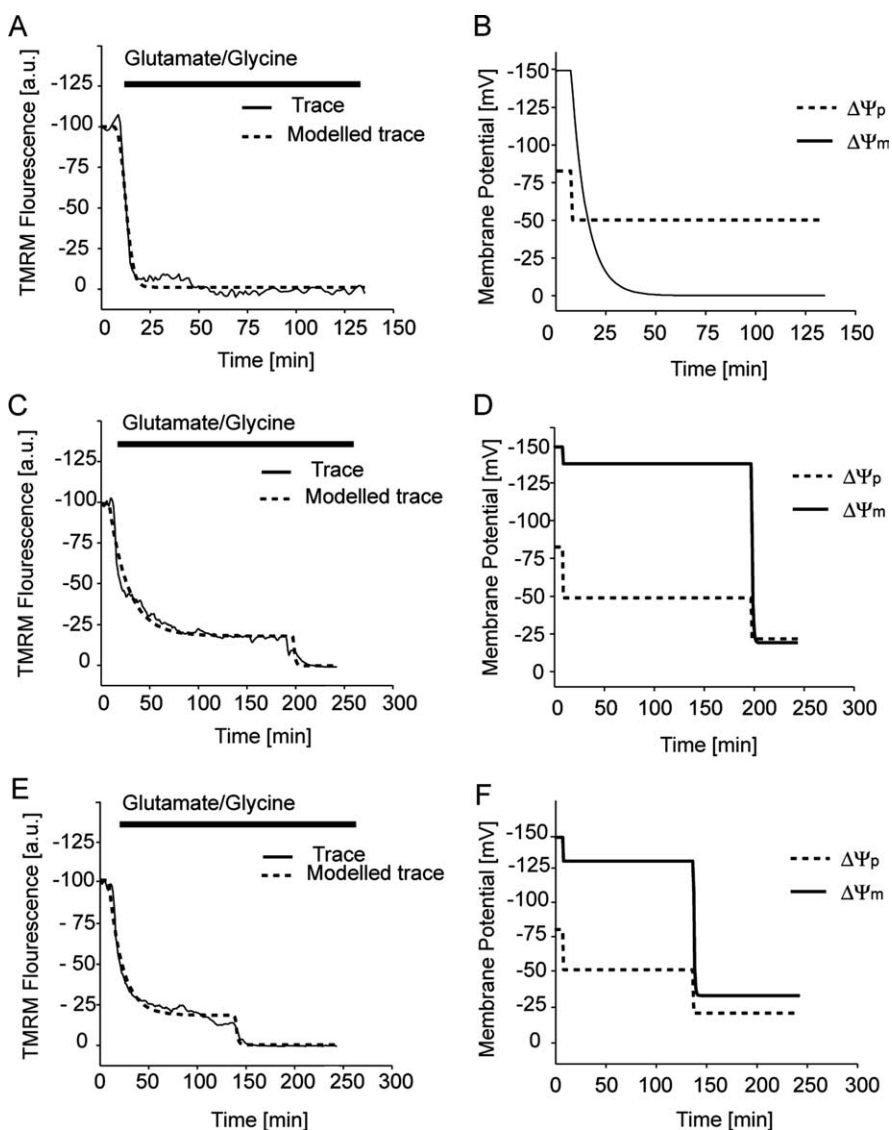 A
Glutamate/Glycine
TMRM Flourescence [a.u.]
-125
-100
-75
-50
-25
0
Trace
Modelled trace
0 25 50 75 100 125 150
Time [min]
B
Membrane Potential [mV]
-150
-125
-100
-75
-50
-25
0
ΔΨp
ΔΨm
0 25 50 75 100 125 150
Time [min]
C
Glutamate/Glycine
TMRM Flourescence [a.u.]
-125
-100
-75
-50
-25
0
Trace
Modelled trace
0 50 100 150 200 250 300
Time [min]
D
Membrane Potential [mV]
-150
-125
-100
-75
-50
-25
0
ΔΨp
ΔΨm
0 50 100 150 200 250 300
Time [min]
E
Glutamate/Glycine
TMRM Flourescence [a.u.]
-125
-100
-75
-50
-25
0
Trace
Modelled trace
0 50 100 150 200 250 300
Time [min]
F
Membrane Potential [mV]
-150
-125
-100
-75
-50
-25
0
ΔΨp
ΔΨm
0 50 100 150 200 250 300
Time [min]